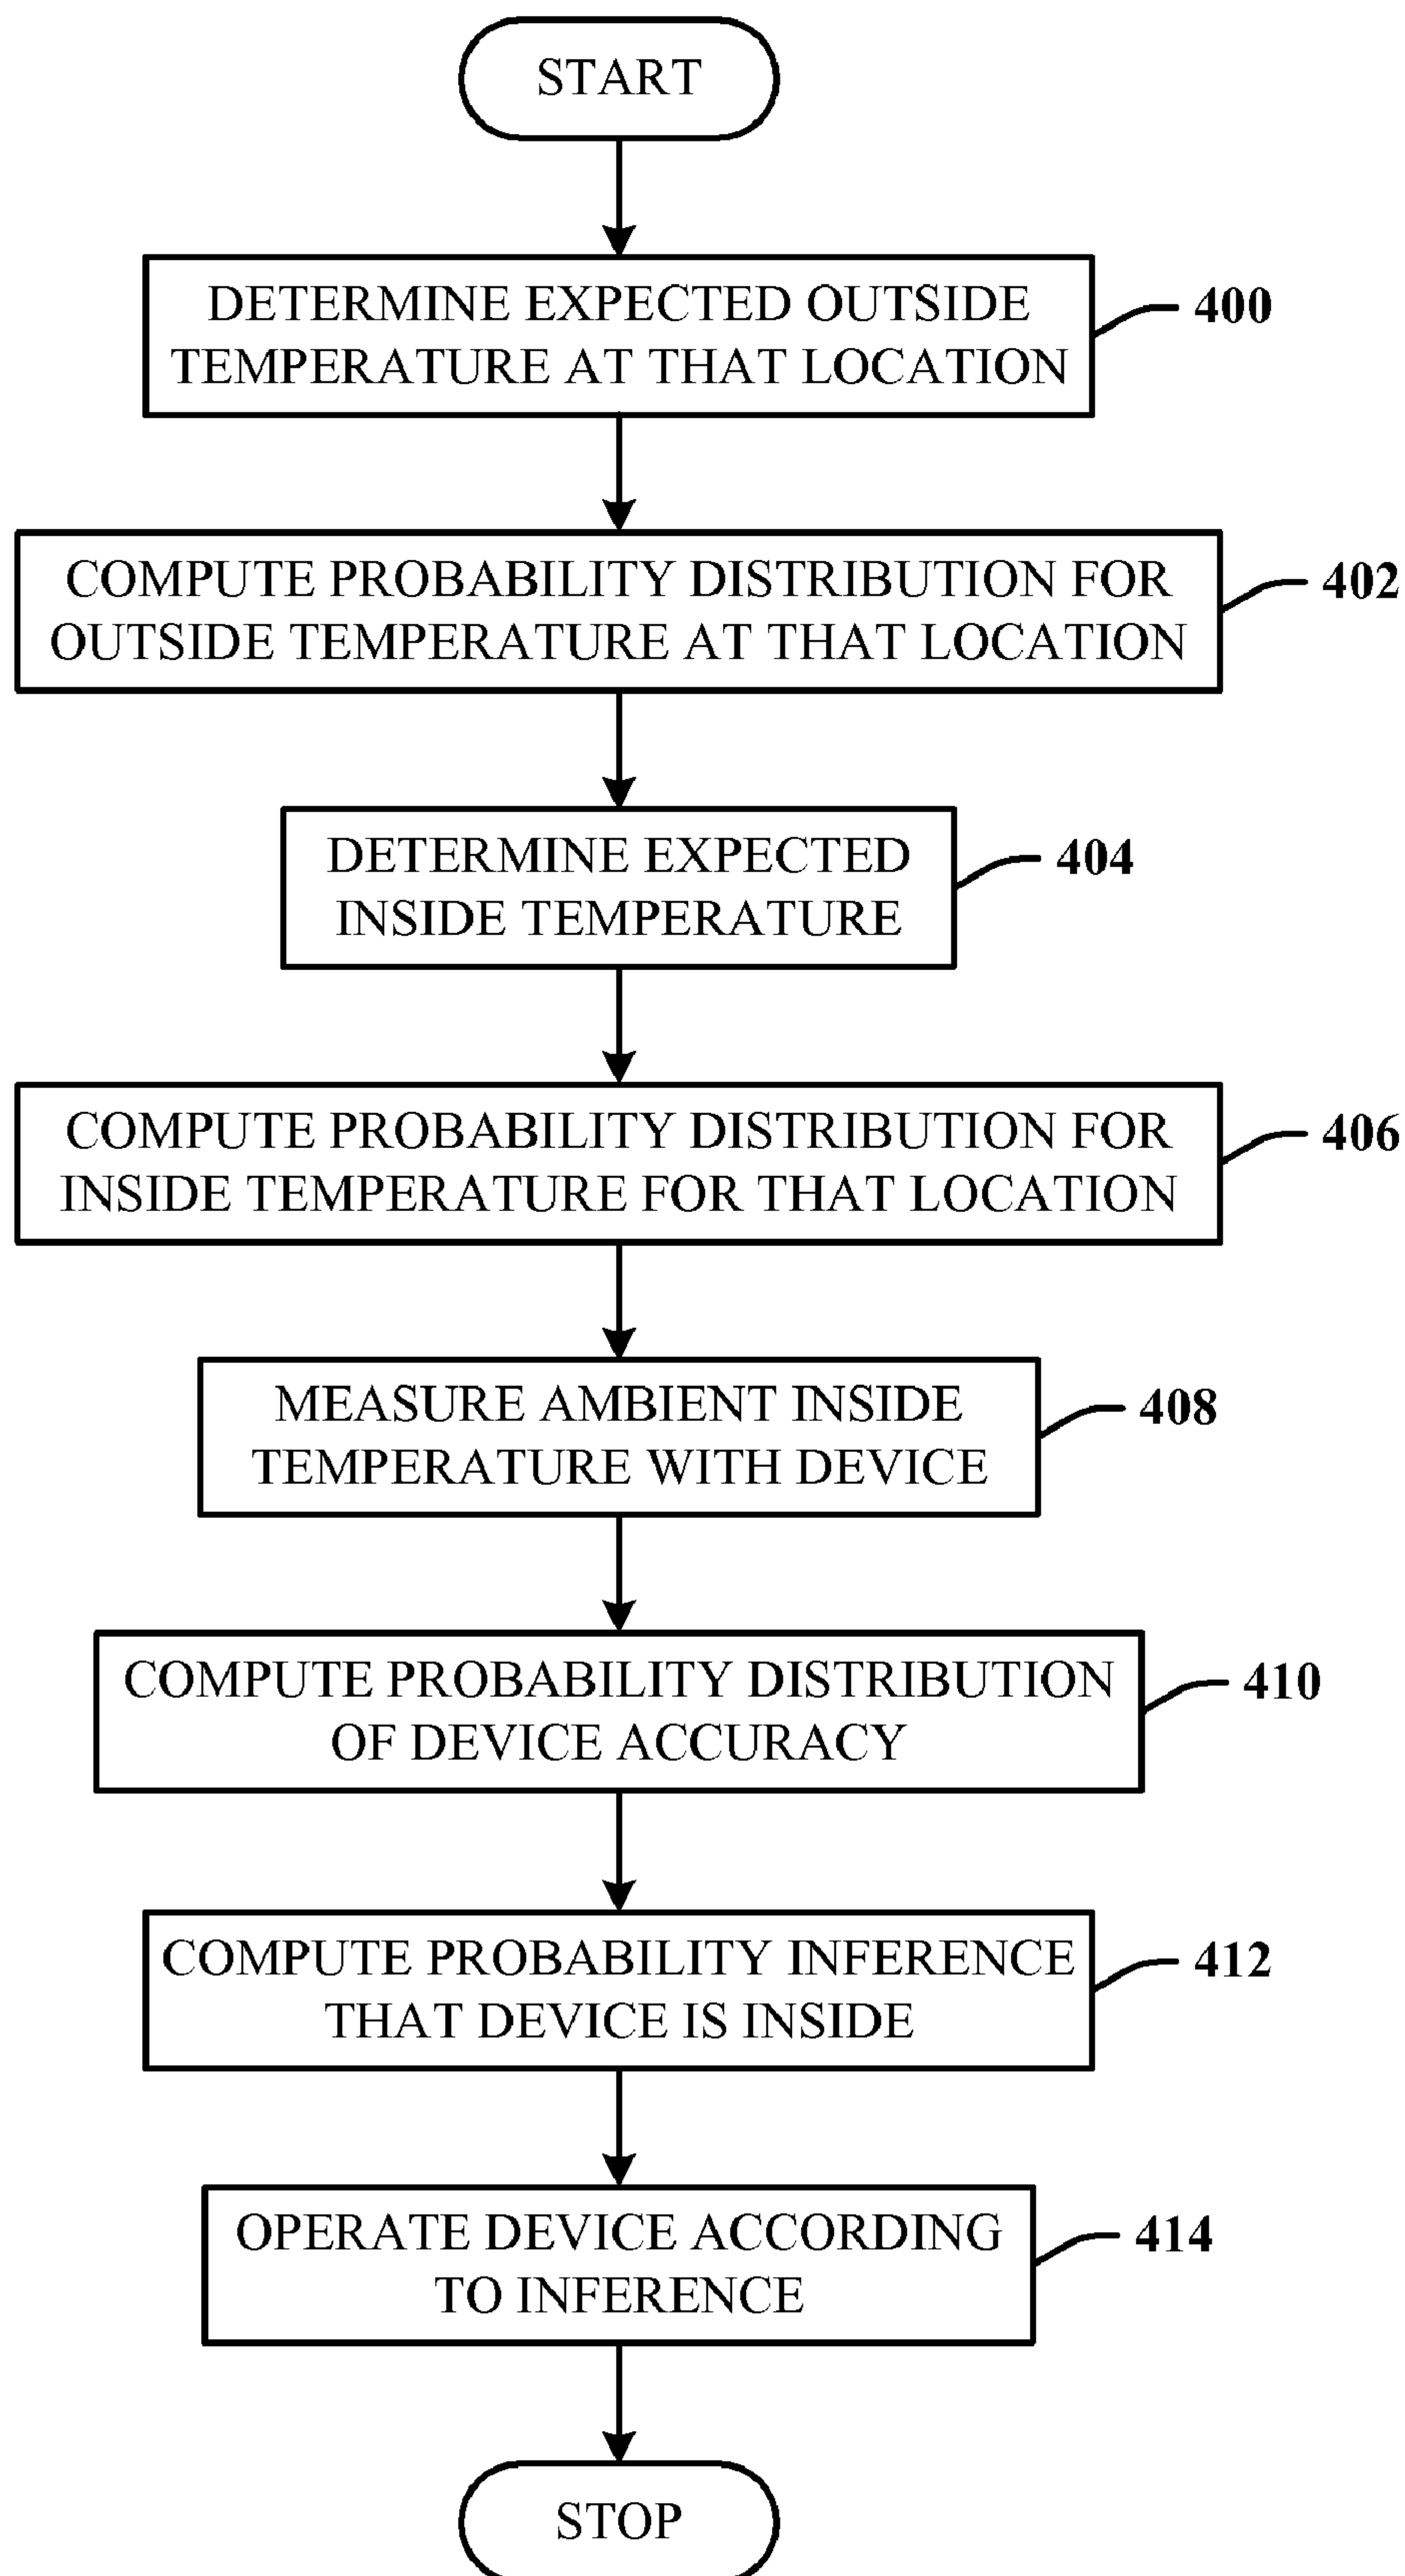 START
DETERMINE EXPECTED OUTSIDE
TEMPERATURE AT THAT LOCATION
400
COMPUTE PROBABILITY DISTRIBUTION FOR
OUTSIDE TEMPERATURE AT THAT LOCATION
402
DETERMINE EXPECTED
INSIDE TEMPERATURE
404
COMPUTE PROBABILITY DISTRIBUTION FOR
INSIDE TEMPERATURE FOR THAT LOCATION
406
MEASURE AMBIENT INSIDE
TEMPERATURE WITH DEVICE
408
COMPUTE PROBABILITY DISTRIBUTION
OF DEVICE ACCURACY
410
COMPUTE PROBABILITY INFERENCE
THAT DEVICE IS INSIDE
412
OPERATE DEVICE ACCORDING
TO INFERENCE
414
STOP